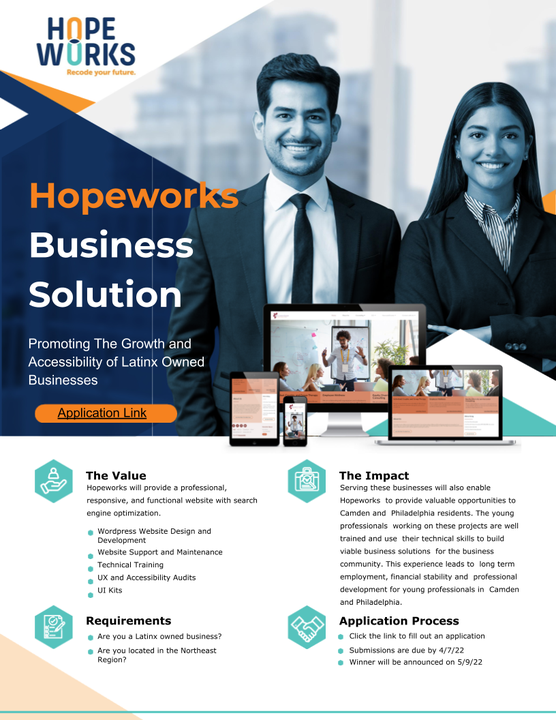 HOPE
WORKS
Recode your future.
Hopeworks
Business
Solution
Promoting The Growth and
Accessibility of Latinx Owned
Businesses
Application Link
The Value
Hopeworks will provide a professional,
responsive, and functional website with search
engine optimization.
Wordpress Website Design and
Development
Website Support and Maintenance
Technical Training
UX and Accessibility Audits
UI Kits
The Impact
Serving these businesses will also enable
Hopeworks to provide valuable opportunities to
Camden and Philadelphia residents. The young
professionals working on these projects are well
trained and use their technical skills to build
viable business solutions for the business
community. This experience leads to long term
employment, financial stability and professional
development for young professionals in Camden
and Philadelphia.
Requirements
Are you a Latinx owned business?
Are you located in the Northeast
Region?
Application Process
Click the link to fill out an application
Submissions are due by 4/7/22
Winner will be announced on 5/9/22